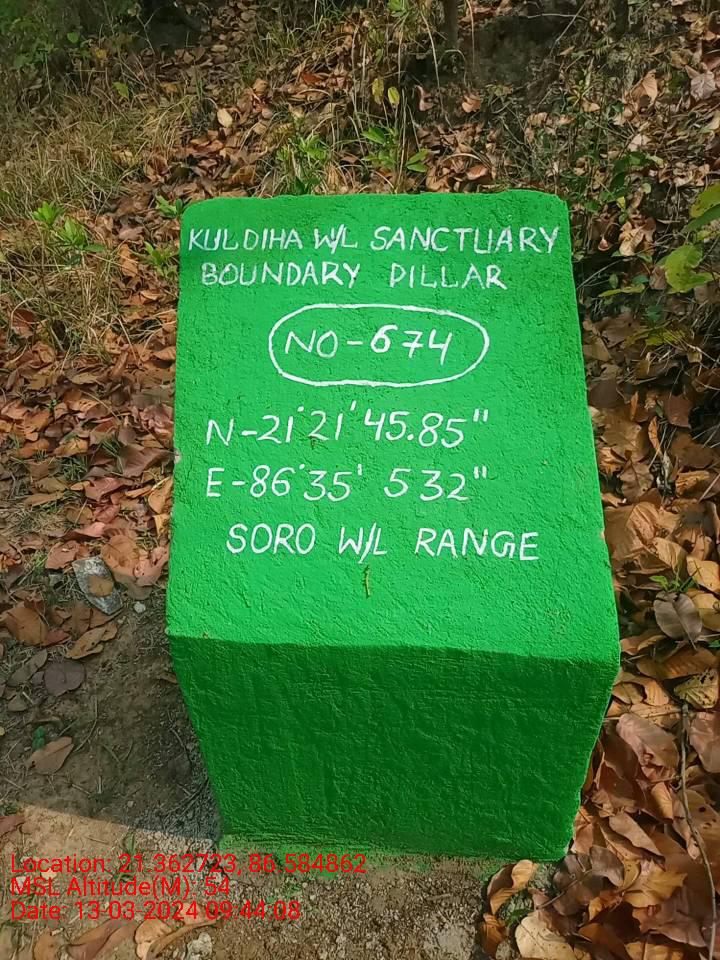 KULDIHA W/L SANCTUARY
BOUNDARY PILLAR
NO-674
N-21°21'45.85"
E-86°35' 5.32"
SORO W/L RANGE
Location: 21.362723, 86.584862
MSL Altitude(M): 54
Date: 13-03-2024 09:44:08